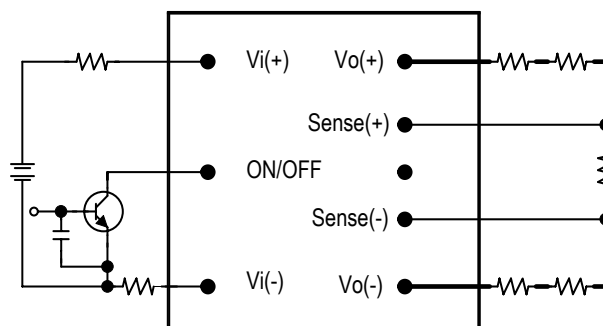 Vi(+) Vo(+)
Sense(+)
ON/OFF
Sense(-)
Vi(-) Vo(-)